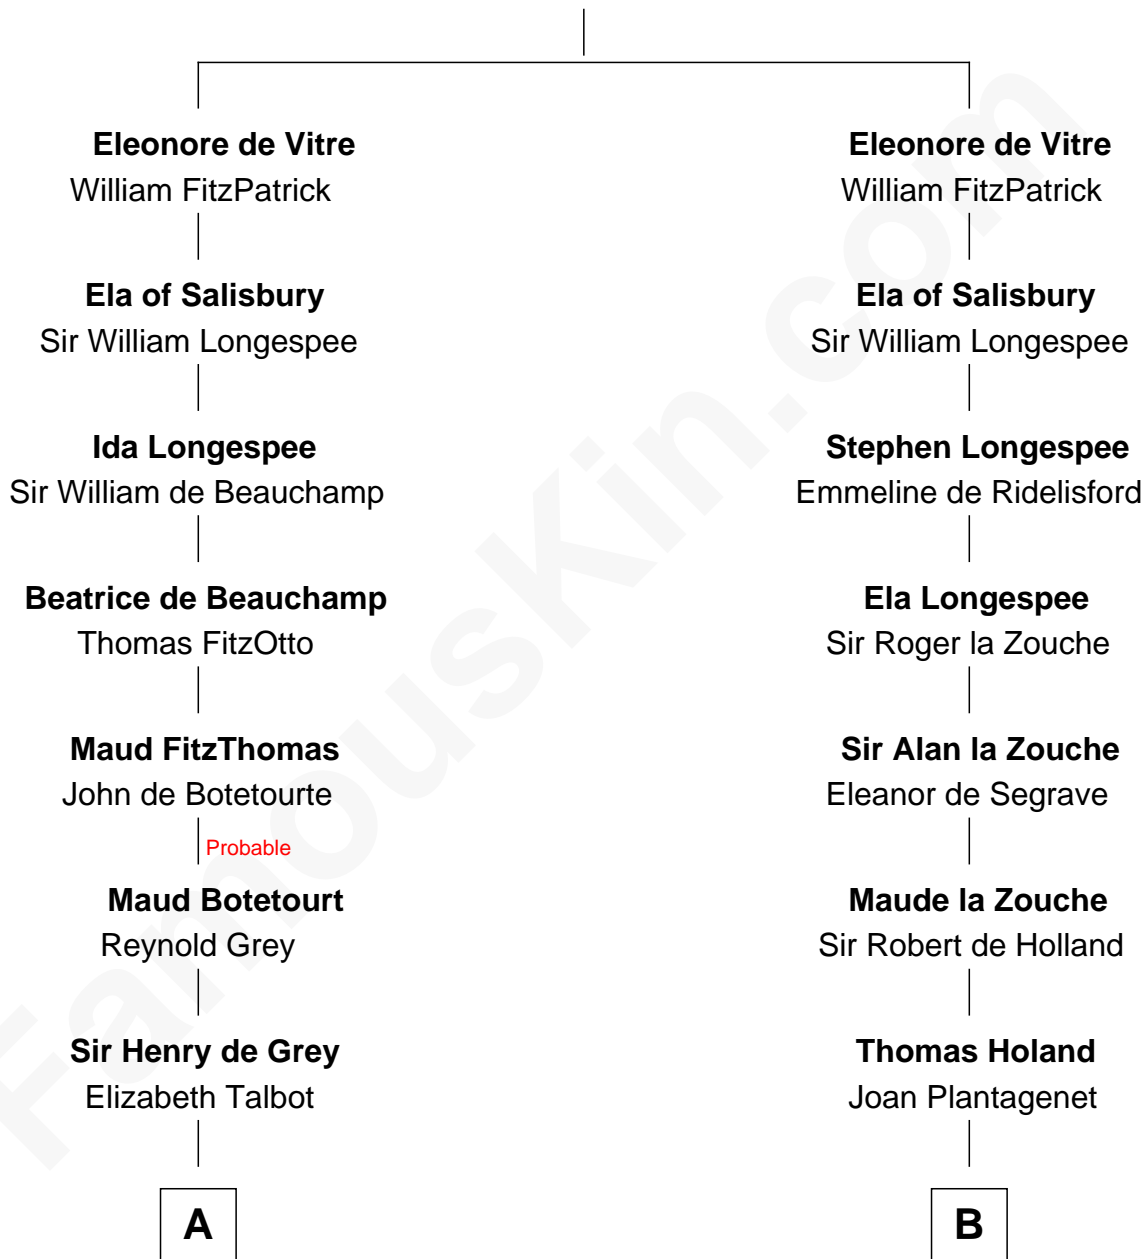 Eleonore de Vitre
William FitzPatrick
Ela of Salisbury
Sir William Longespee
Ida Longespee
Sir William de Beauchamp
Beatrice de Beauchamp
Thomas FitzOtto
Maud FitzThomas
John de Botetourte
Probable
Maud Botetourt
Reynold Grey
Sir Henry de Grey
Elizabeth Talbot
A
Eleonore de Vitre
William FitzPatrick
Ela of Salisbury
Sir William Longespee
Stephen Longespee
Emmeline de Ridelisford
Ela Longespee
Sir Roger la Zouche
Sir Alan la Zouche
Eleanor de Segrave
Maude la Zouche
Sir Robert de Holland
Thomas Holand
Joan Plantagenet
B
FamousKin.com